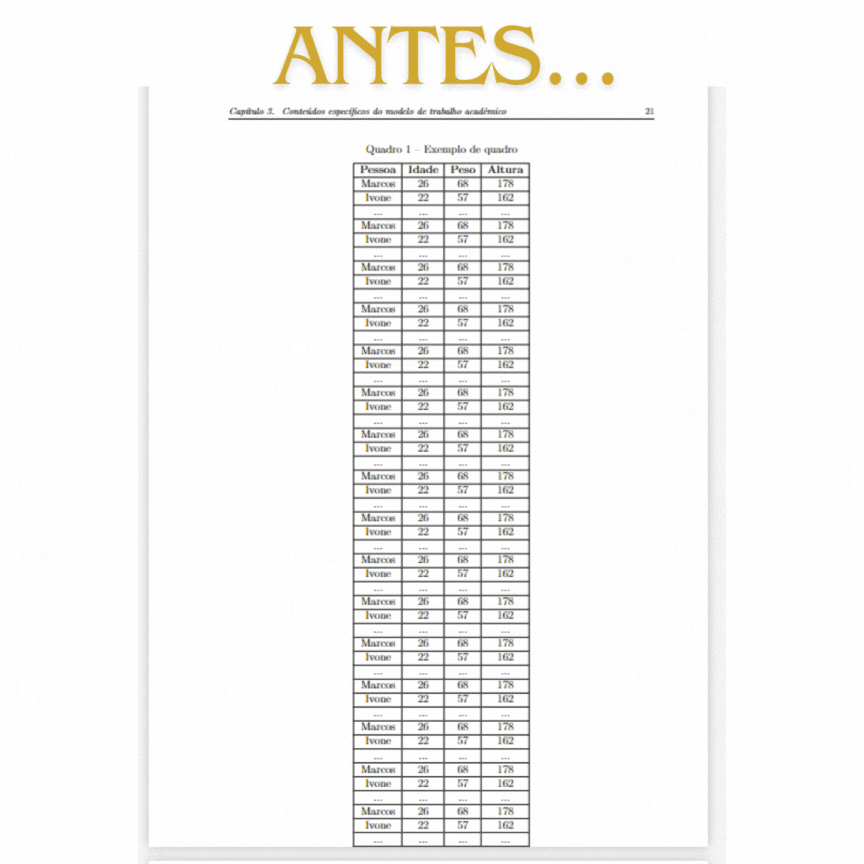 ANTES...
Capítulo 3. Conteúdos específicos do modelo de trabalho acadêmico 21
Quadro 1 – Exemplo de quadro
Pessoa Idade Peso Altura
Marcos 26 68 178
Ivone 22 57 162
... ... ... ...
Marcos 26 68 178
Ivone 22 57 162
... ... ... ...
Marcos 26 68 178
Ivone 22 57 162
... ... ... ...
Marcos 26 68 178
Ivone 22 57 162
... ... ... ...
Marcos 26 68 178
Ivone 22 57 162
... ... ... ...
Marcos 26 68 178
Ivone 22 57 162
... ... ... ...
Marcos 26 68 178
Ivone 22 57 162
... ... ... ...
Marcos 26 68 178
Ivone 22 57 162
... ... ... ...
Marcos 26 68 178
Ivone 22 57 162
... ... ... ...
Marcos 26 68 178
Ivone 22 57 162
... ... ... ...
Marcos 26 68 178
Ivone 22 57 162
... ... ... ...
Marcos 26 68 178
Ivone 22 57 162
... ... ... ...
Marcos 26 68 178
Ivone 22 57 162
... ... ... ...
Marcos 26 68 178
Ivone 22 57 162
... ... ... ...
Marcos 26 68 178
Ivone 22 57 162
... ... ... ...
Marcos 26 68 178
Ivone 22 57 162
... ... ... ...